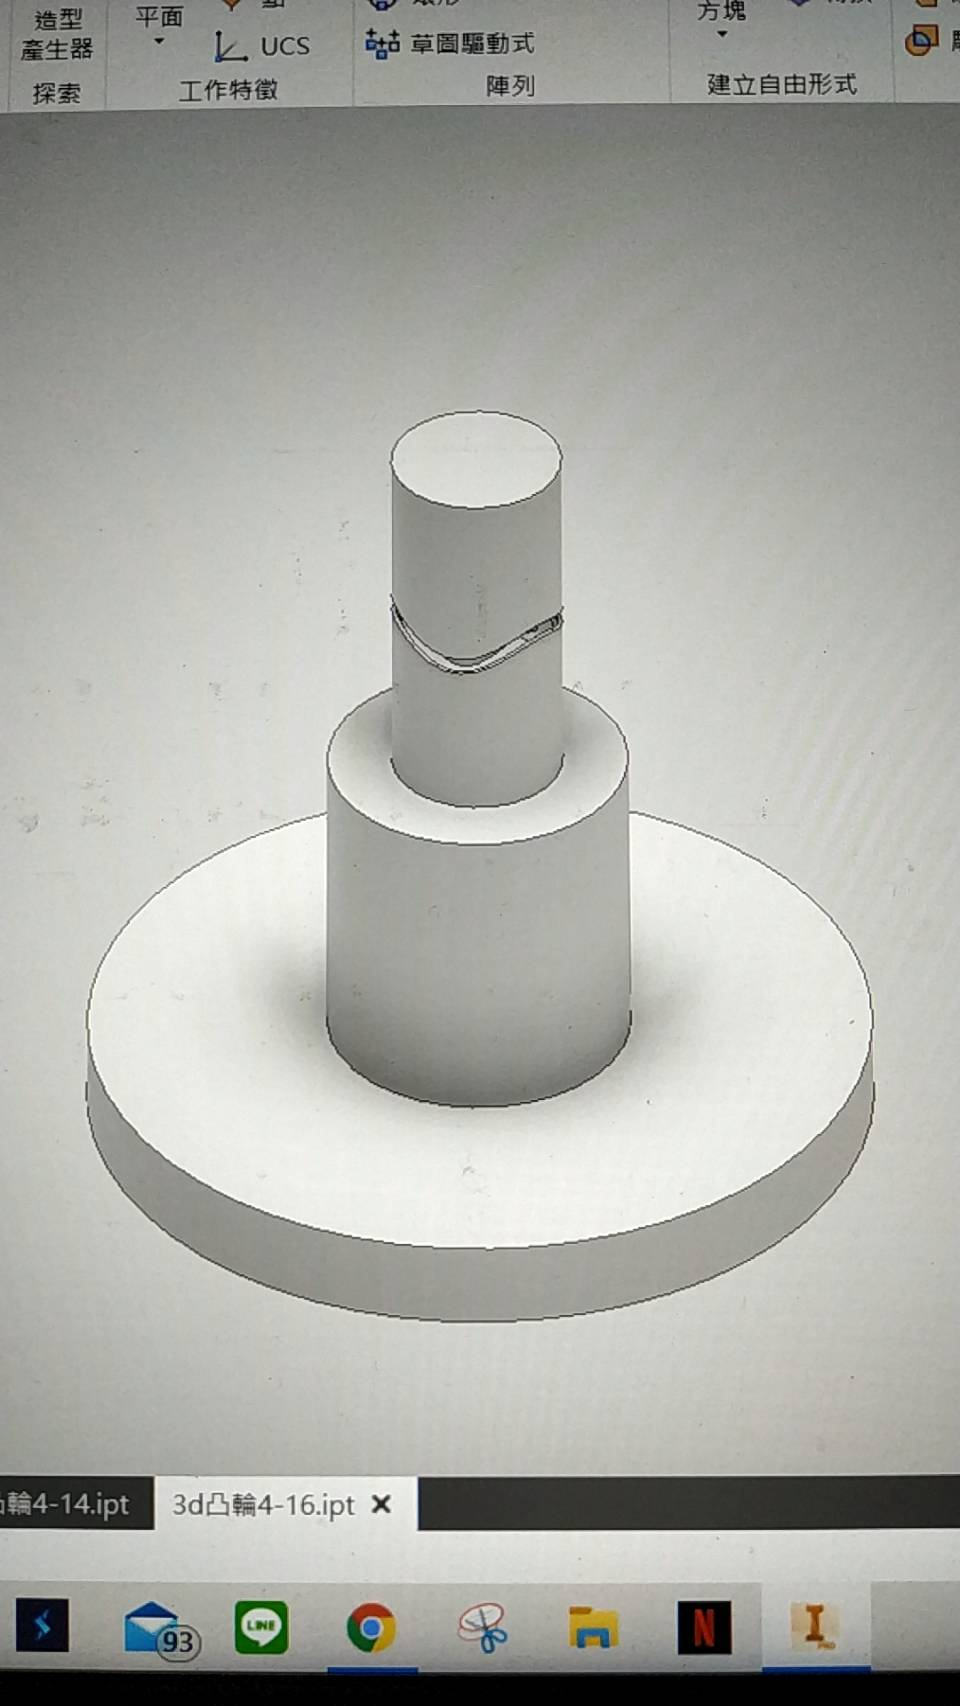 造型
產生器
探索
平面
UCS
工作特徵
草圖驅動式
陣列
方塊
建立自由形式
輪4-14.ipt
3d凸輪4-16.ipt
93
LINE
N
I
PRO